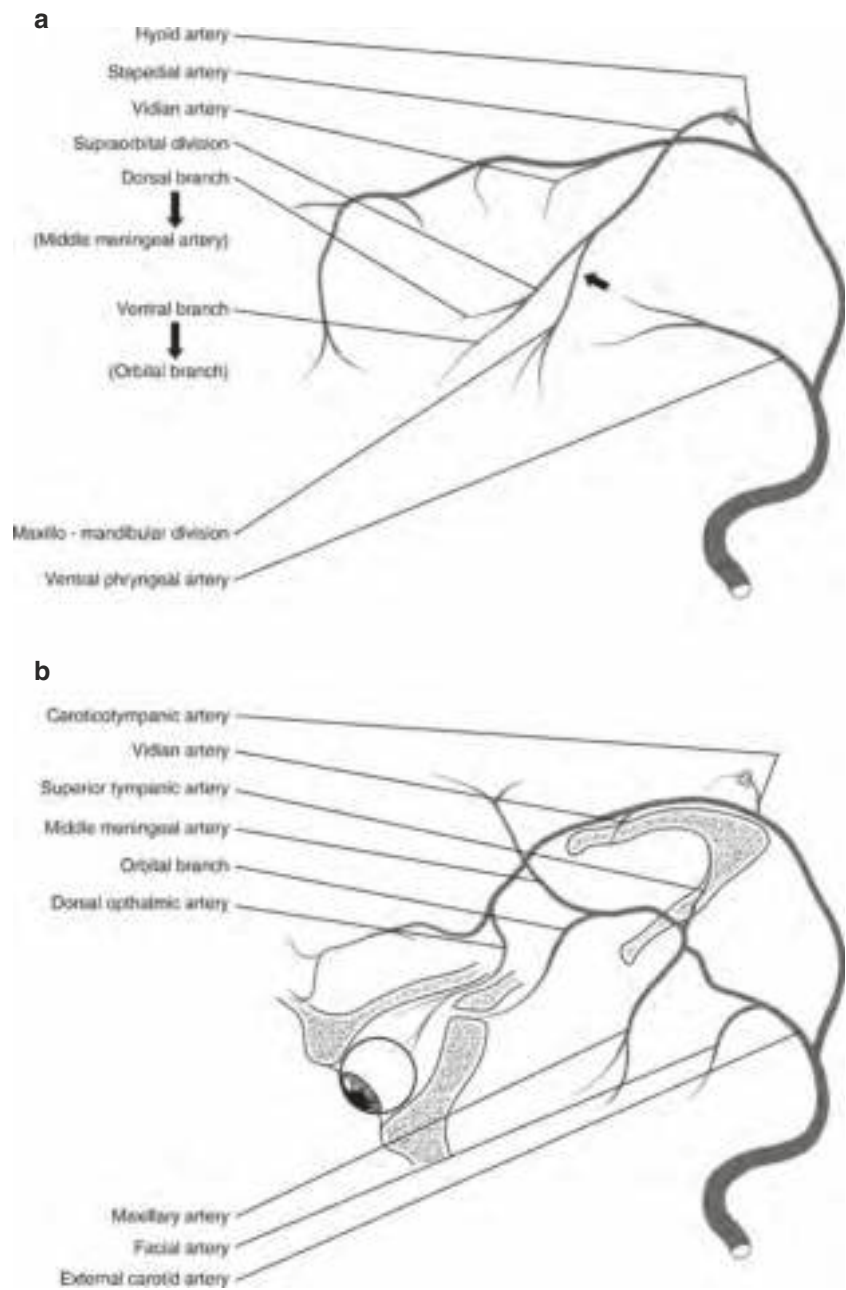 a
Hyoid artery
Stapedial artery
Vidian artery
Supraorbital division
Dorsal branch
(Middle meningeal artery)
Ventral branch
(Orbital branch)
Maxillo - mandibular division
Ventral phryngeal artery
b
Caroticotympanic artery
Vidian artery
Superior tympanic artery
Middle meningeal artery
Orbital branch
Dorsal opthalmic artery
Maxillary artery
Facial artery
External carotid artery